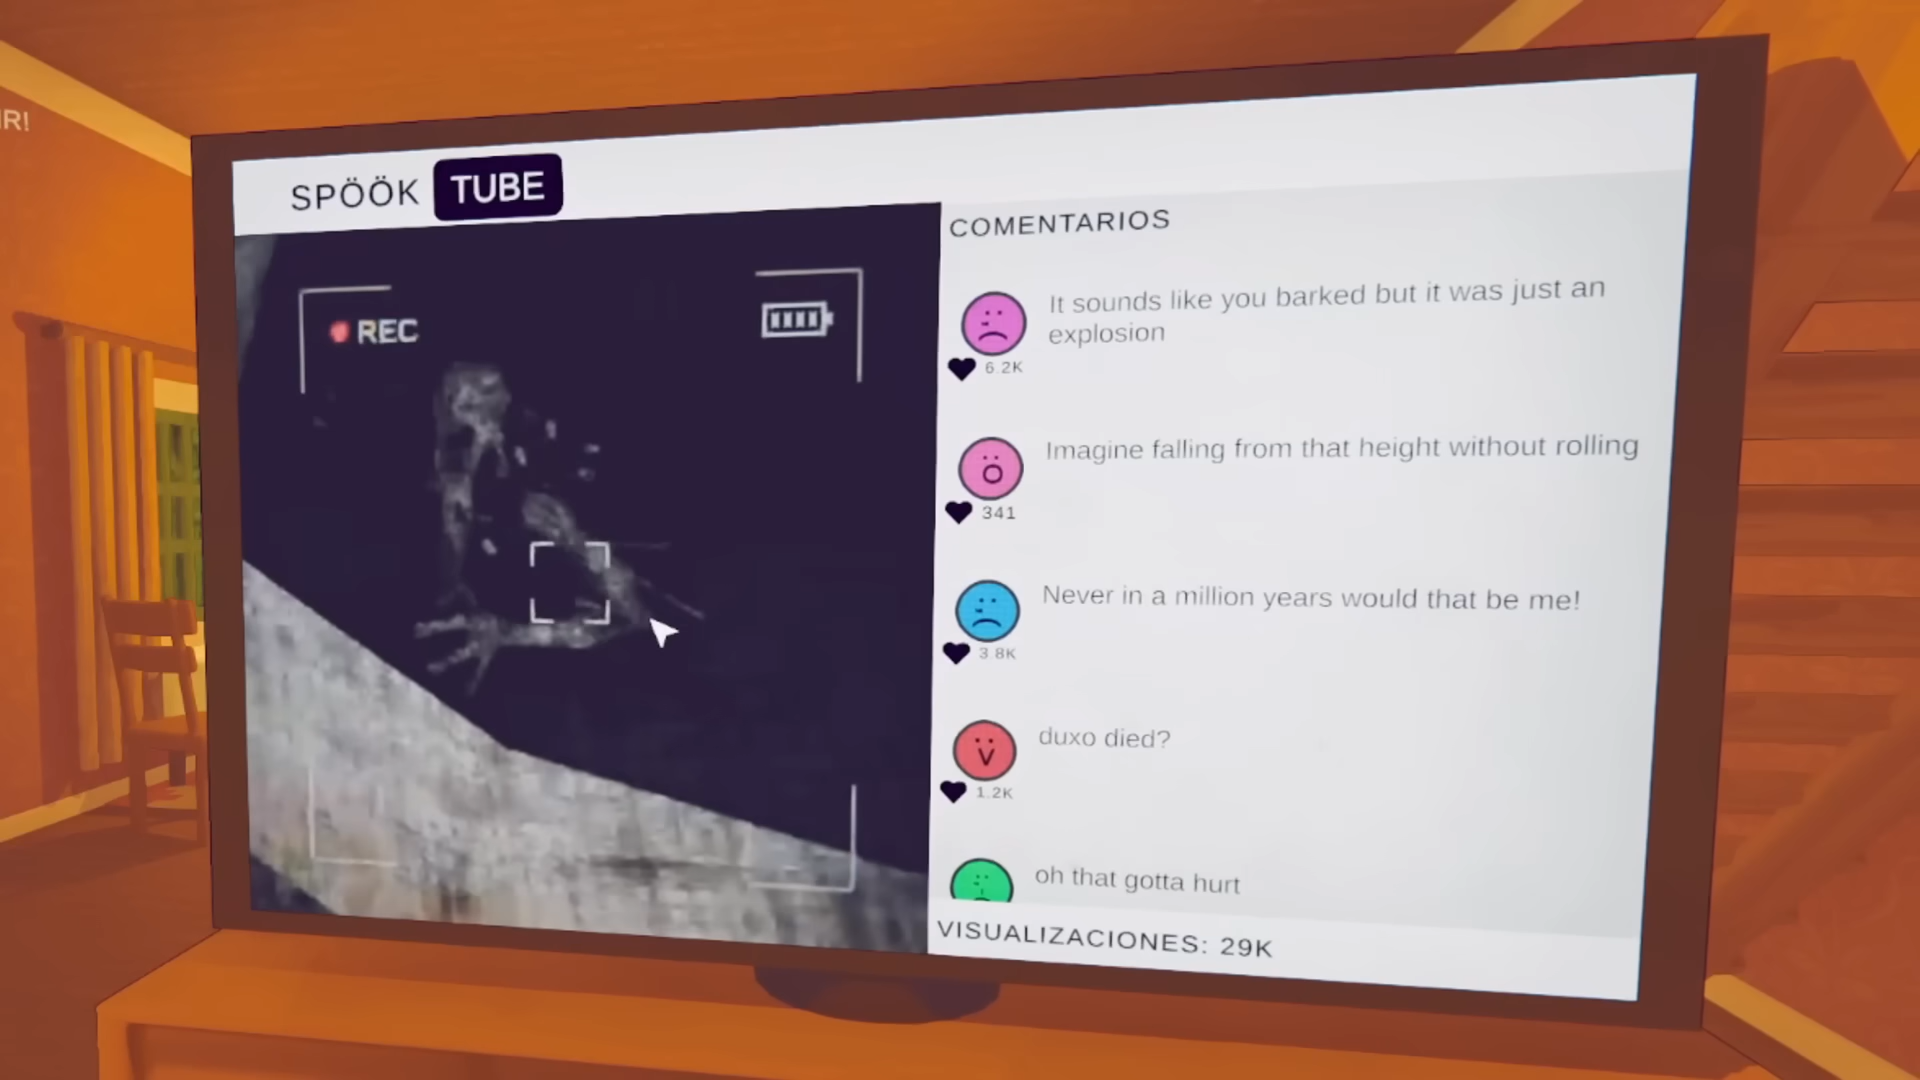 IR!
SPÖÖK TUBE
REC
COMENTARIOS
It sounds like you barked but it was just an
explosion
6.2K
Imagine falling from that height without rolling
341
Never in a million years would that be me!
3.8K
duxo died?
1.2K
oh that gotta hurt
VISUALIZACIONES: 29K